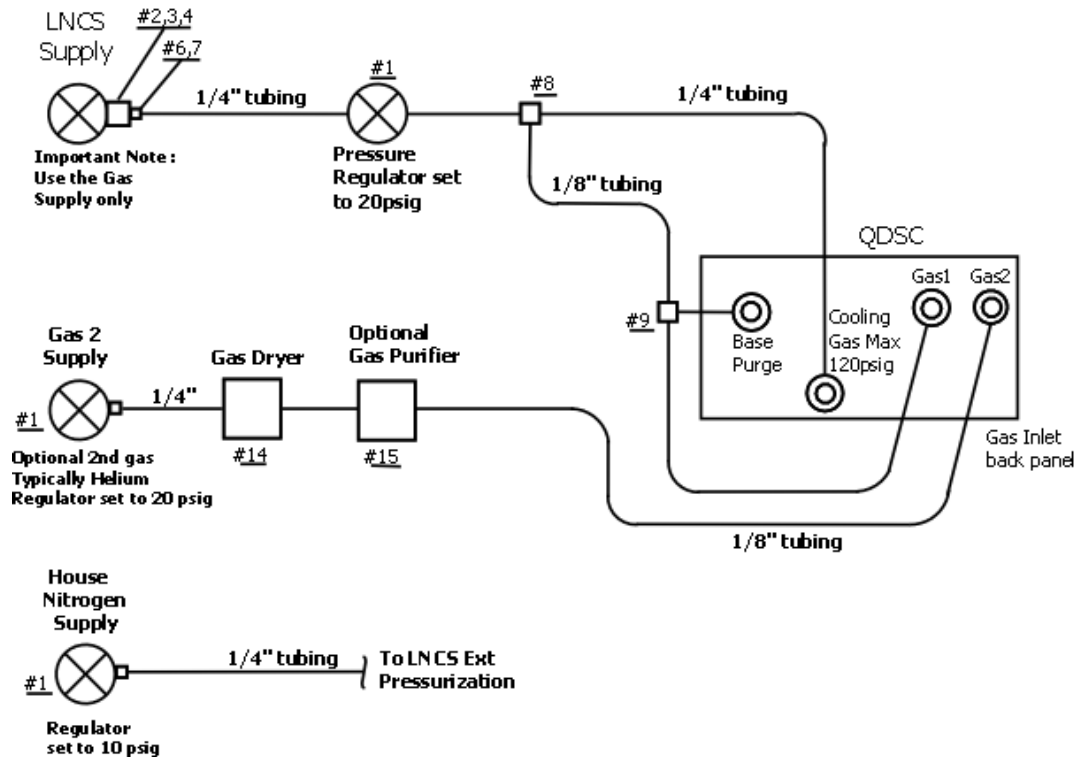 LNCS
Supply
#2,3,4
#6,7
1/4" tubing
#1
#8
1/4" tubing
Important Note :
Use the Gas
Supply only
Pressure
Regulator set
to 20psig
1/8" tubing
QDSC
Gas1
Gas2
#9
Base
Purge
Cooling
Gas Max
120psig
Gas Inlet
back panel
Gas 2
Supply
#1
1/4"
Gas Dryer
#14
Optional
Gas Purifier
#15
Optional 2nd gas
Typically Helium
Regulator set to 20 psig
1/8" tubing
House
Nitrogen
Supply
#1
1/4" tubing
To LNCS Ext
Pressurization
Regulator
set to 10 psig